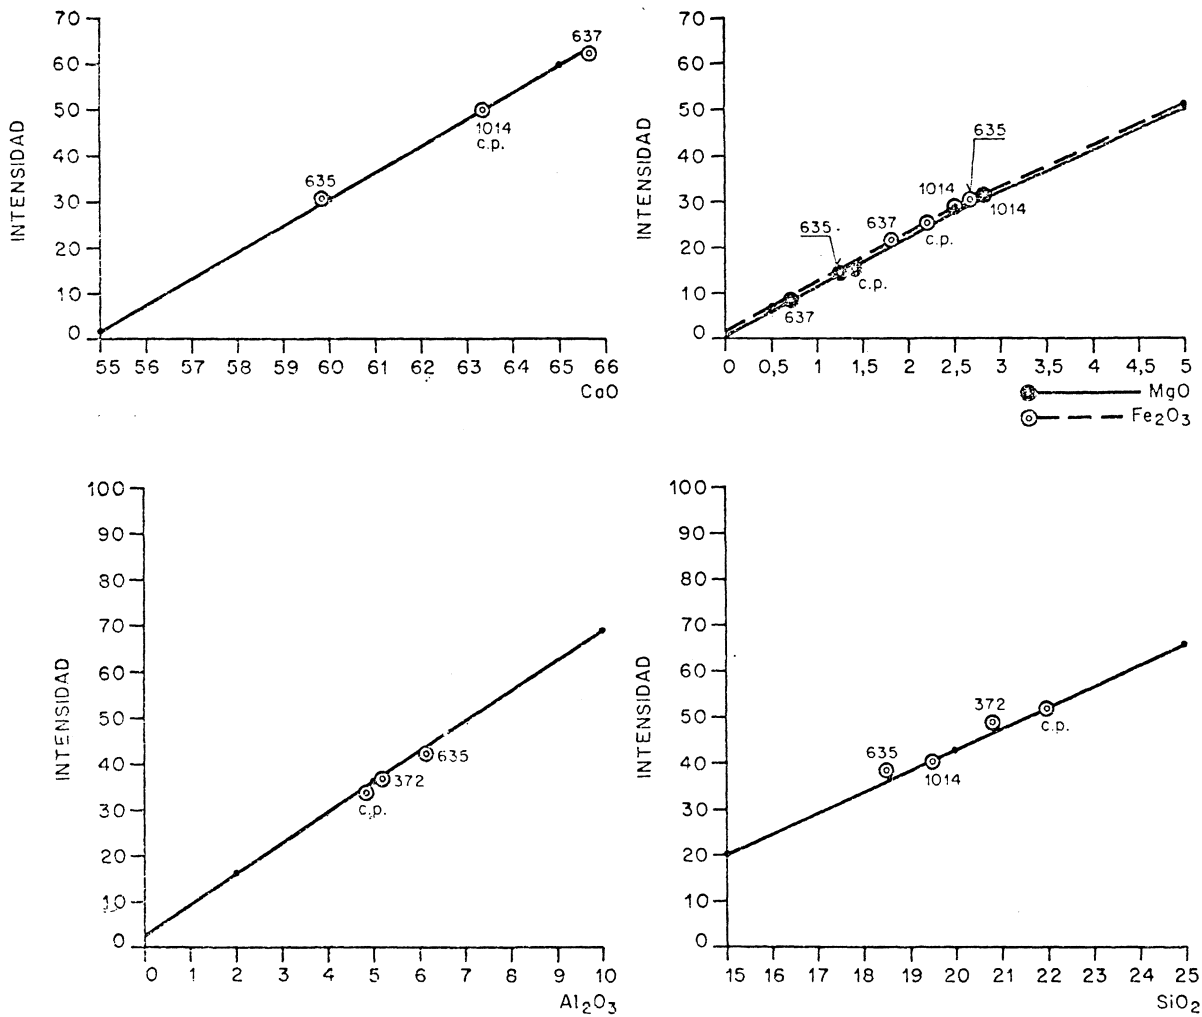 INTENSIDAD
70
60
50
40
30
20
10
0
637
1014
c.p.
635
55 56 57 58 59 60 61 62 63 64 65 66
CaO
INTENSIDAD
70
60
50
40
30
20
10
0
635
1014
1014
637
635
c.p.
c.p.
637
0 0,5 1 1,5 2 2,5 3 3,5 4 4,5 5
MgO
Fe₂O₃
INTENSIDAD
100
90
80
70
60
50
40
30
20
10
0
635
372
c.p.
0 1 2 3 4 5 6 7 8 9 10
Al₂O₃
INTENSIDAD
100
90
80
70
60
50
40
30
20
10
0
372
c.p.
635
1014
15 16 17 18 19 20 21 22 23 24 25
SiO₂